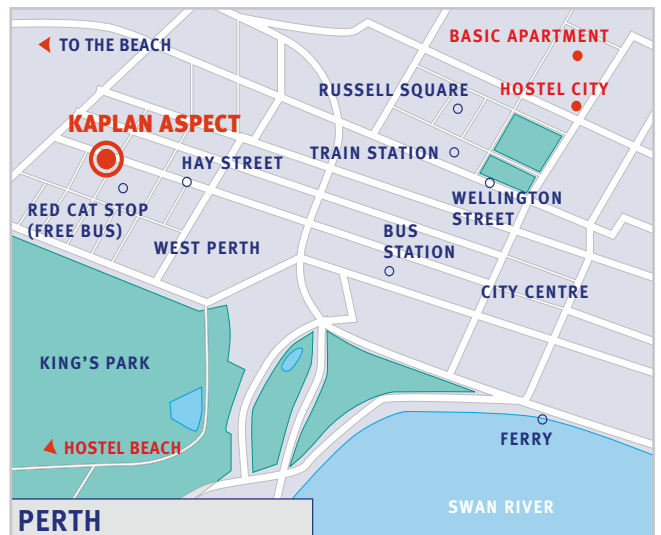 TO THE BEACH
BASIC APARTMENT
RUSSELL SQUARE
HOSTEL CITY
KAPLAN ASPECT
HAY STREET
TRAIN STATION
RED CAT STOP
(FREE BUS)
WELLINGTON
STREET
WEST PERTH
BUS
STATION
CITY CENTRE
KING'S PARK
HOSTEL BEACH
FERRY
SWAN RIVER
PERTH